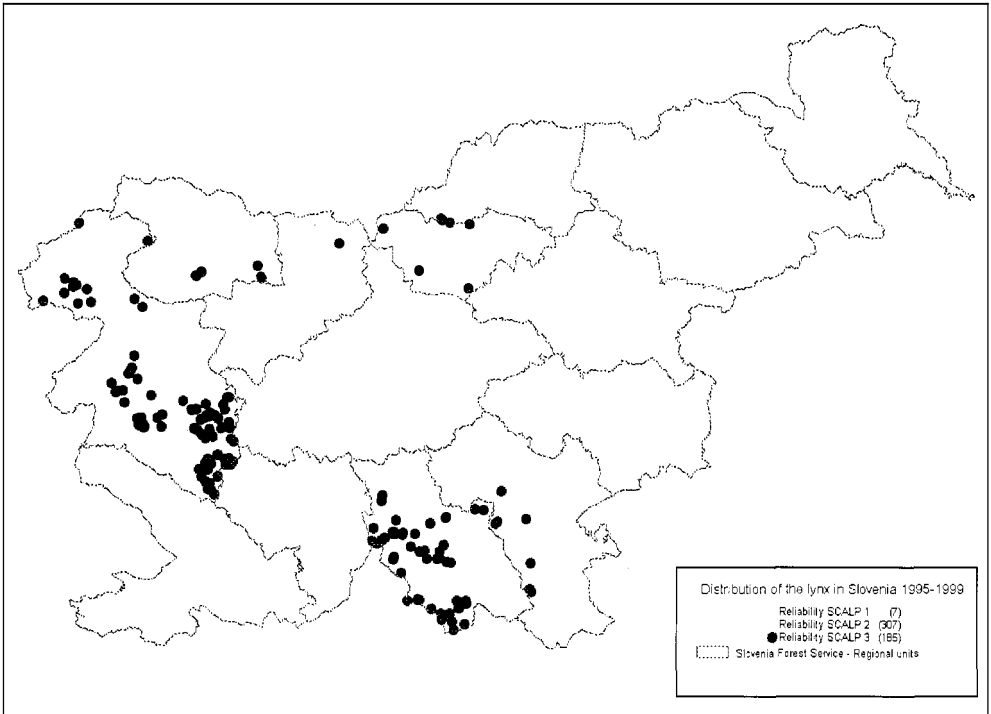 Distribution of the lynx in Slovenia 1995-1999
Reliability SCALP 1 (7)
Reliability SCALP 2 (307)
Reliability SCALP 3 (185)
Slovenia Forest Service - Regional units